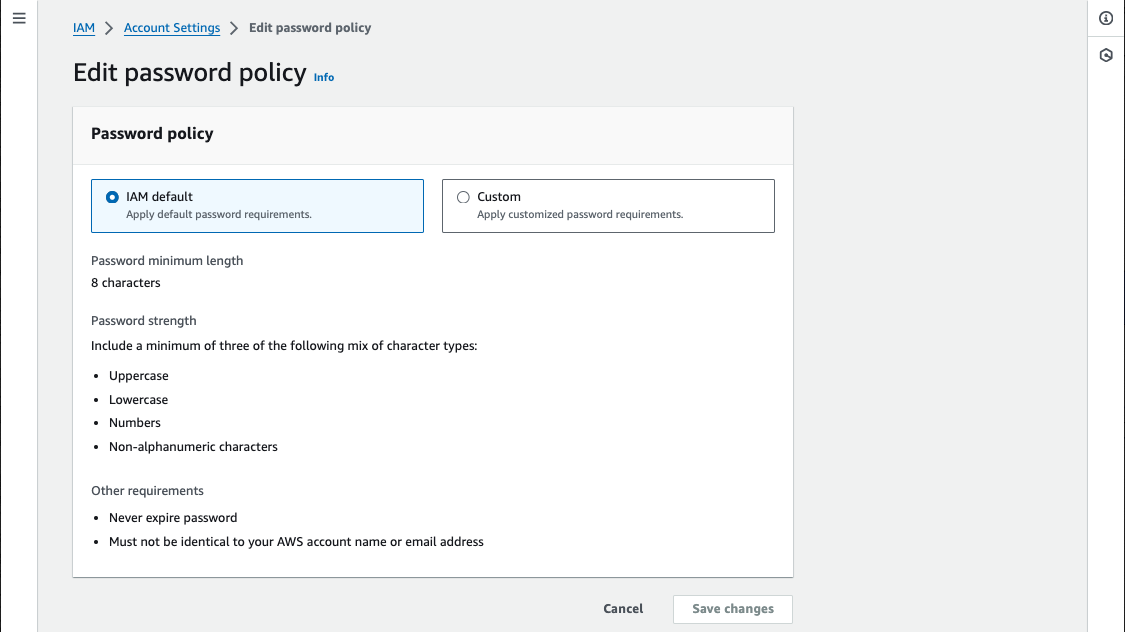 IAM > Account Settings > Edit password policy
Edit password policy Info
Password policy
IAM default
Apply default password requirements.
Custom
Apply customized password requirements.
Password minimum length
8 characters
Password strength
Include a minimum of three of the following mix of character types:
• Uppercase
• Lowercase
• Numbers
• Non-alphanumeric characters
Other requirements
• Never expire password
• Must not be identical to your AWS account name or email address
Cancel Save changes